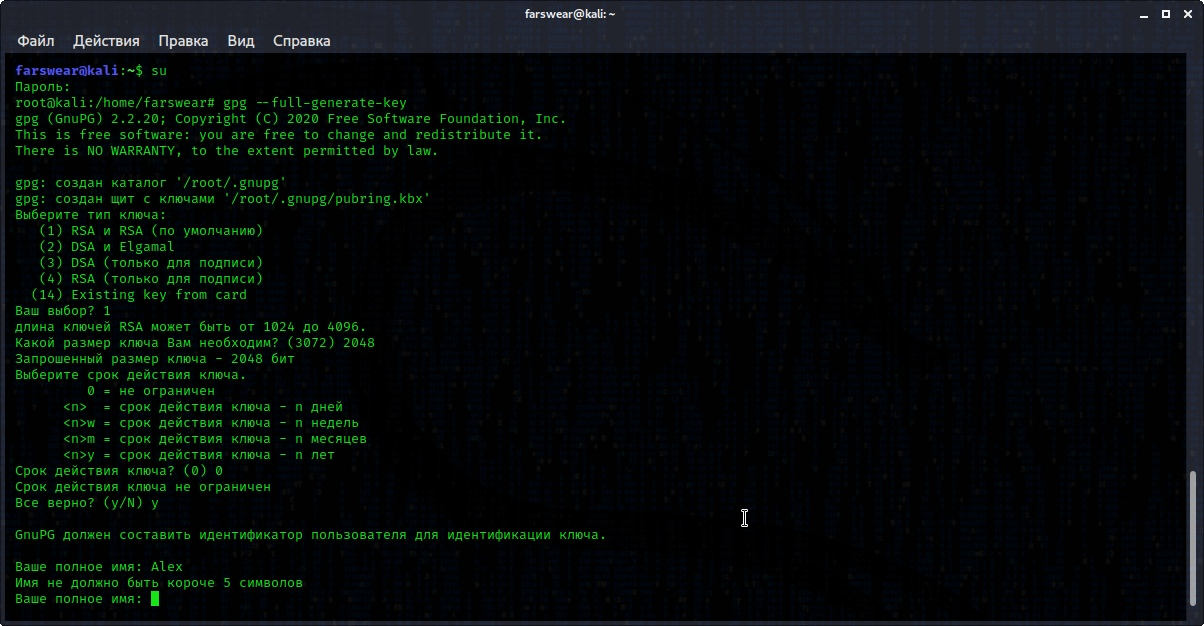 farswear@kali: ~
Файл Действия Правка Вид Справка
farswear@kali:~$ su
Пароль:
root@kali:/home/farswear# gpg --full-generate-key
gpg (GnuPG) 2.2.20; Copyright (C) 2020 Free Software Foundation, Inc.
This is free software: you are free to change and redistribute it.
There is NO WARRANTY, to the extent permitted by law.
gpg: создан каталог '/root/.gnupg'
gpg: создан щит с ключами '/root/.gnupg/pubring.kbx'
Выберите тип ключа:
(1) RSA и RSA (по умолчанию)
(2) DSA и Elgamal
(3) DSA (только для подписи)
(4) RSA (только для подписи)
(14) Existing key from card
Ваш выбор? 1
длина ключей RSA может быть от 1024 до 4096.
Какой размер ключа Вам необходим? (3072) 2048
Запрошенный размер ключа - 2048 бит
Выберите срок действия ключа.
0 = не ограничен
<n> = срок действия ключа - n дней
<n>w = срок действия ключа - n недель
<n>m = срок действия ключа - n месяцев
<n>y = срок действия ключа - n лет
Срок действия ключа? (0) 0
Срок действия ключа не ограничен
Все верно? (y/N) y
GnuPG должен составить идентификатор пользователя для идентификации ключа.
Ваше полное имя: Alex
Имя не должно быть короче 5 символов
Ваше полное имя: